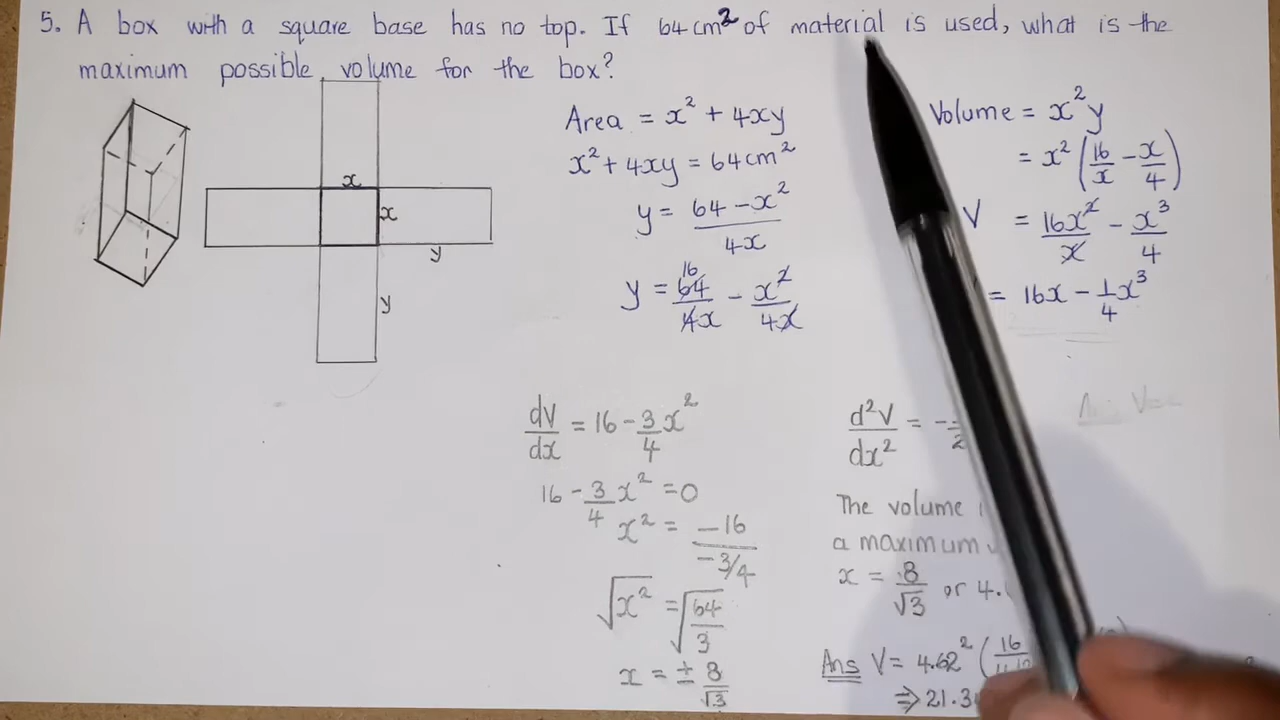 5. A box with a square base has no top. If 64 cm² of material is used, what is the
maximum possible volume for the box?
x
x
y
y
Area = x² + 4xy
x² + 4xy = 64cm²
y = 64 - x² / 4x
y = 64/4x - x²/4x
16
Volume = x²y
= x² (16/x - x/4)
V = 16x²/x - x³/4
= 16x - 1/4 x³
dV/dx = 16 - 3/4 x²
16 - 3/4 x² = 0
x² = -16 / -3/4
√x² = √64/3
x = ± 8/√3
d²V/dx² = -
The volume
a maximum
x = 8/√3 or 4.
Ans V = 4.62² (16
⇒ 21.3